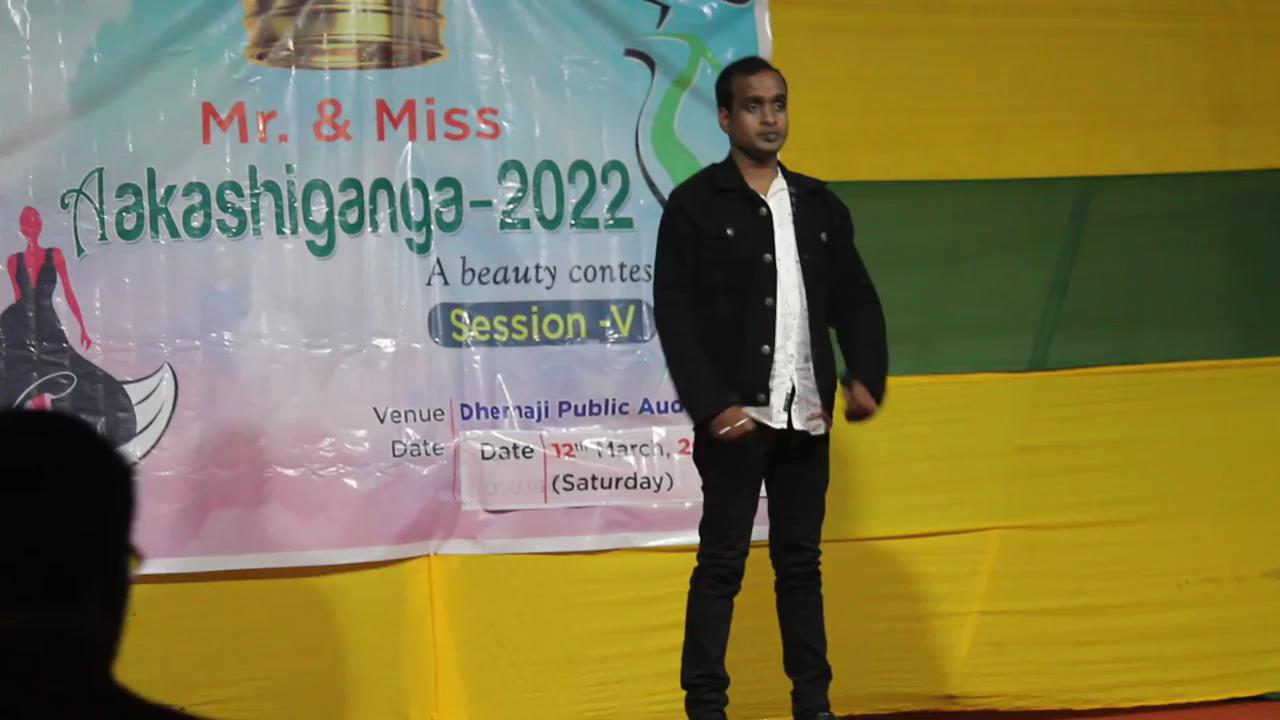 Mr. & Miss
Aakashiganga-2022
A beauty contes
Session -V
Venue Dhemaji Public Aud
Date Date 12th March, 2
(Saturday)